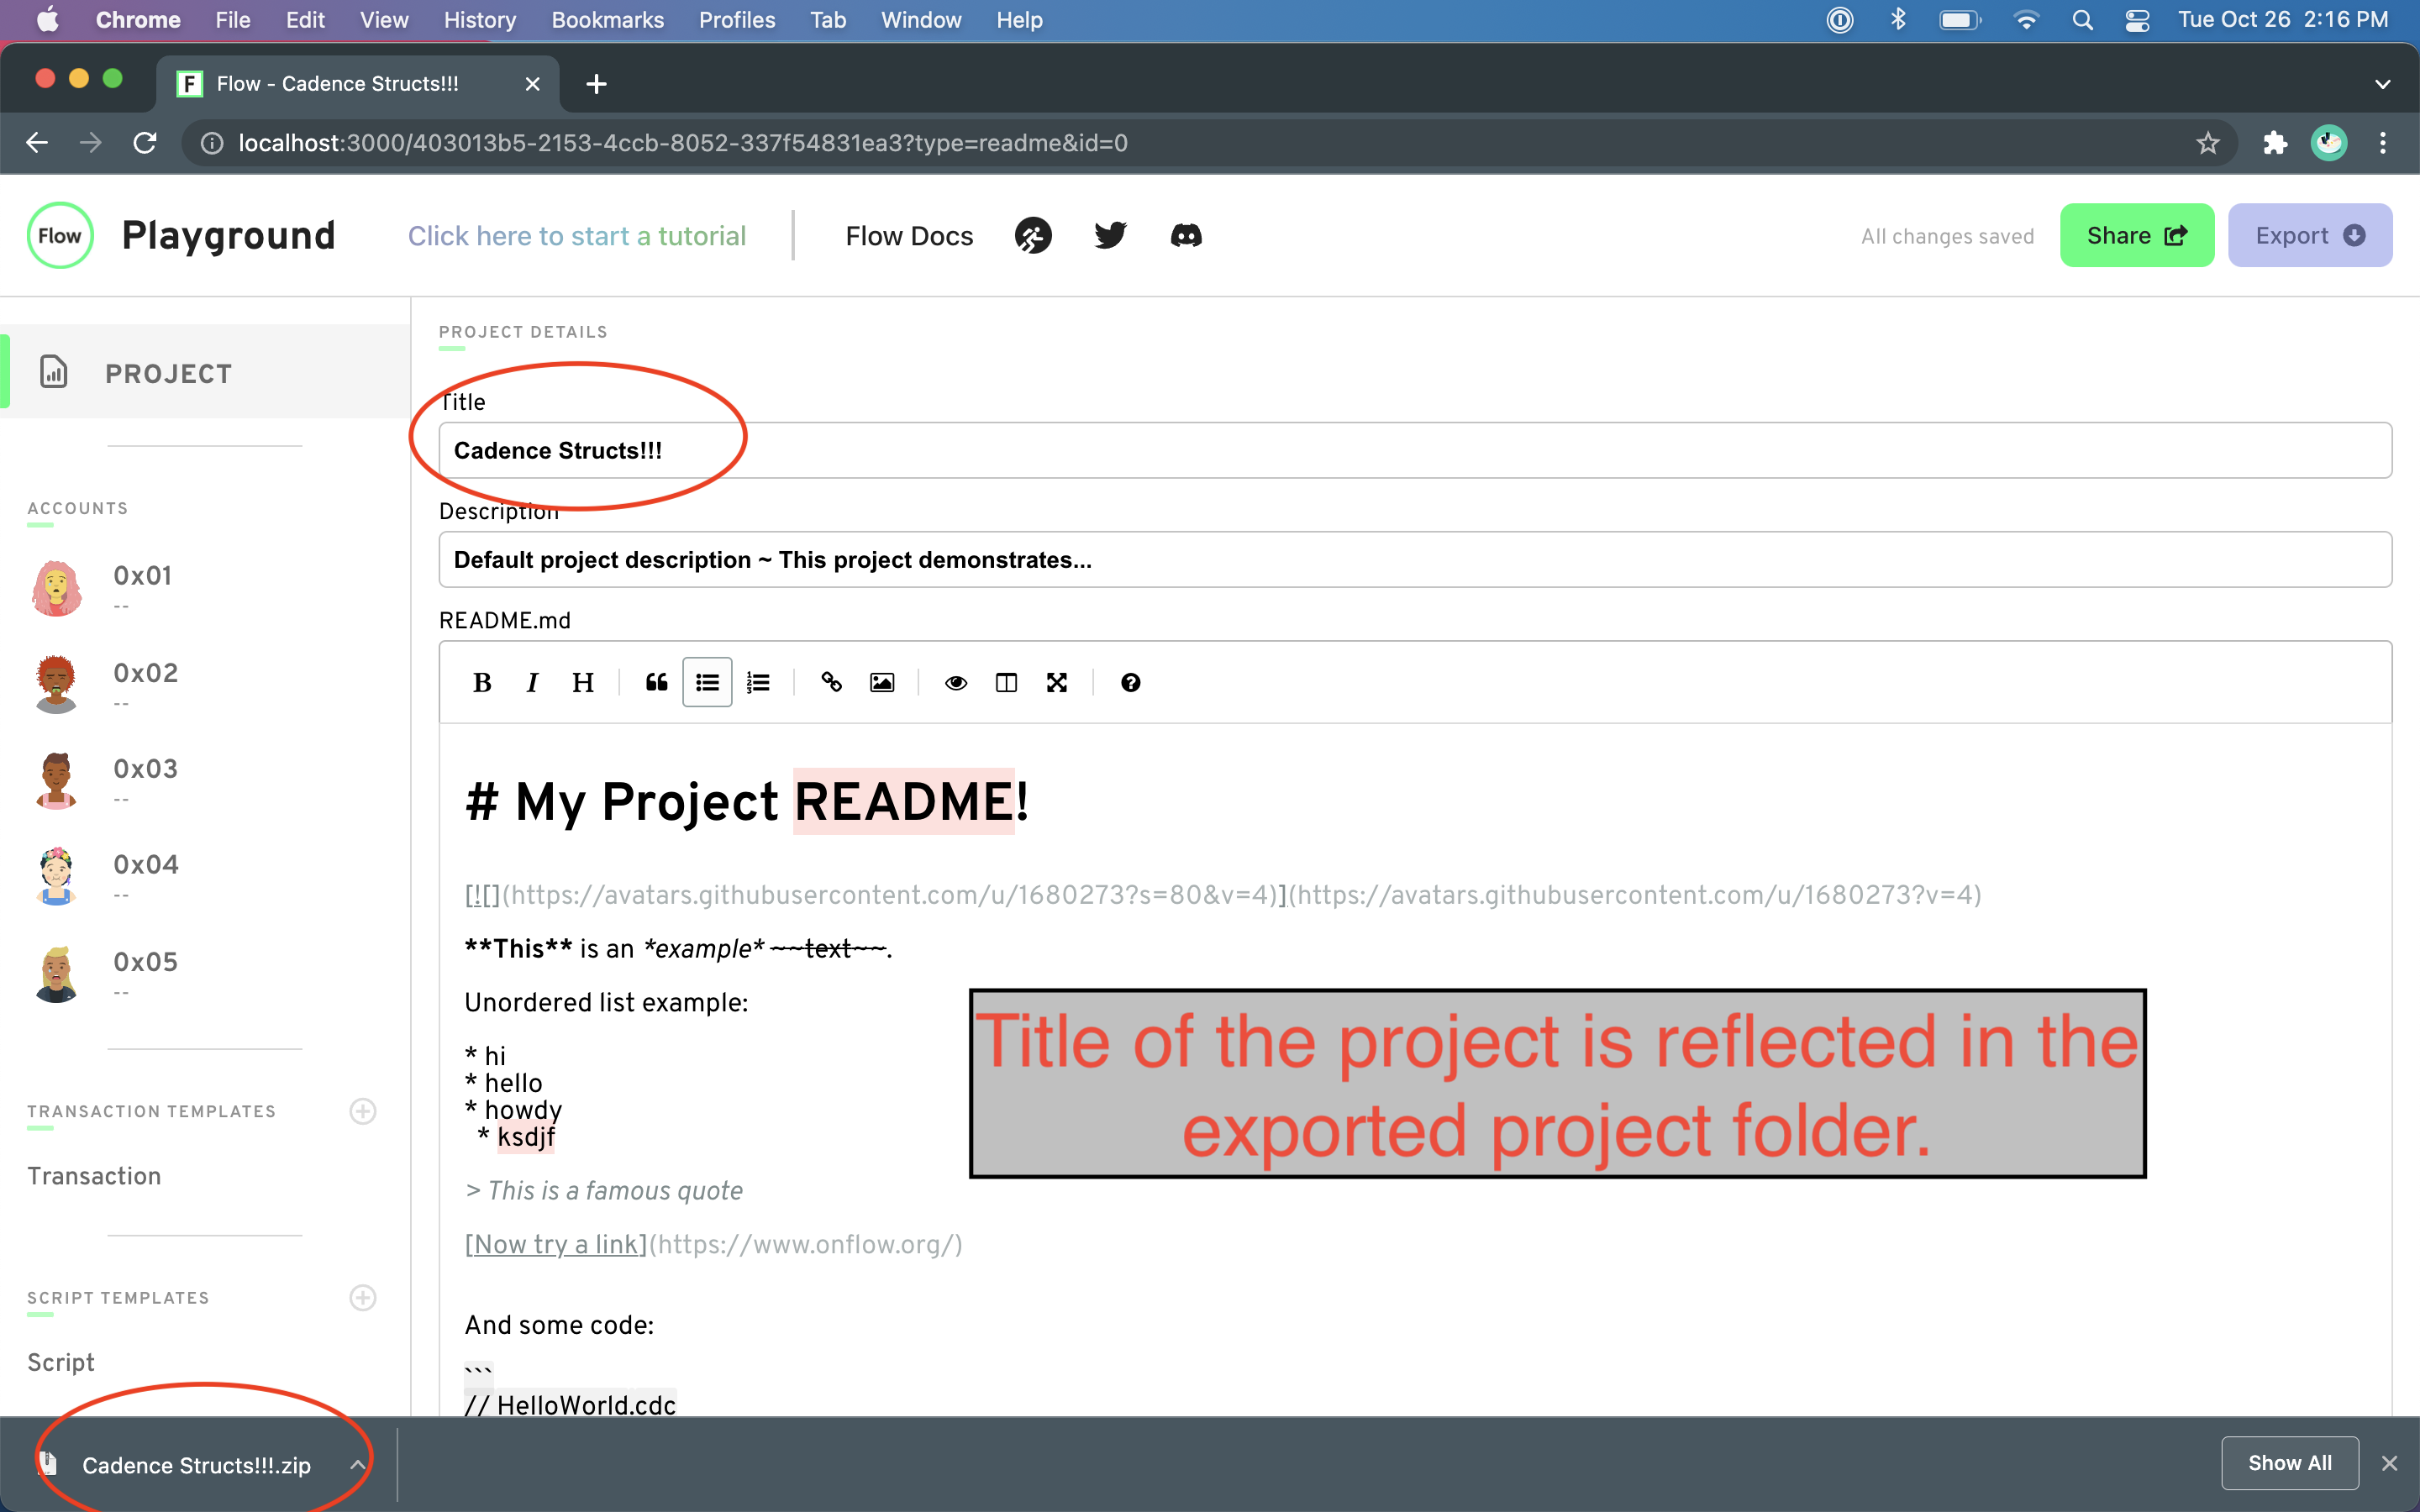 Chrome File Edit View History Bookmarks Profiles Tab Window Help Tue Oct 26 2:16 PM
F Flow - Cadence Structs!!!
localhost:3000/403013b5-2153-4ccb-8052-337f54831ea3?type=readme&id=0
Flow Playground Click here to start a tutorial Flow Docs All changes saved Share Export
PROJECT
ACCOUNTS
0x01
--
0x02
--
0x03
--
0x04
--
0x05
--
TRANSACTION TEMPLATES
Transaction
SCRIPT TEMPLATES
Script
PROJECT DETAILS
Title
Cadence Structs!!!
Description
Default project description ~ This project demonstrates...
README.md
B I H
# My Project README!
[![](https://avatars.githubusercontent.com/u/1680273?s=80&v=4)](https://avatars.githubusercontent.com/u/1680273?v=4)
**This** is an *example* ~~text~~.
Unordered list example:
* hi
* hello
* howdy
* ksdjf
> This is a famous quote
[Now try a link](https://www.onflow.org/)
And some code:
```
// HelloWorld.cdc
Title of the project is reflected in the
exported project folder.
Cadence Structs!!!.zip
Show All